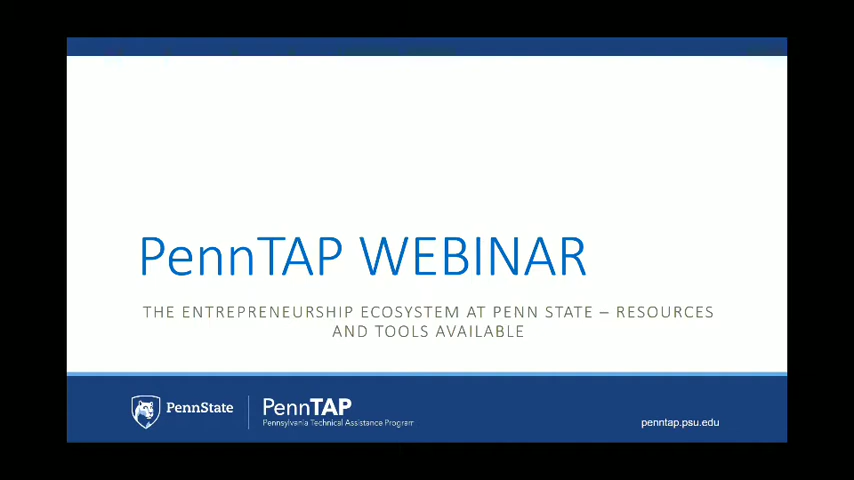 PennTAP WEBINAR
THE ENTREPRENEURSHIP ECOSYSTEM AT PENN STATE – RESOURCES
AND TOOLS AVAILABLE
PennState
PennTAP
Pennsylvania Technical Assistance Program
penntap.psu.edu